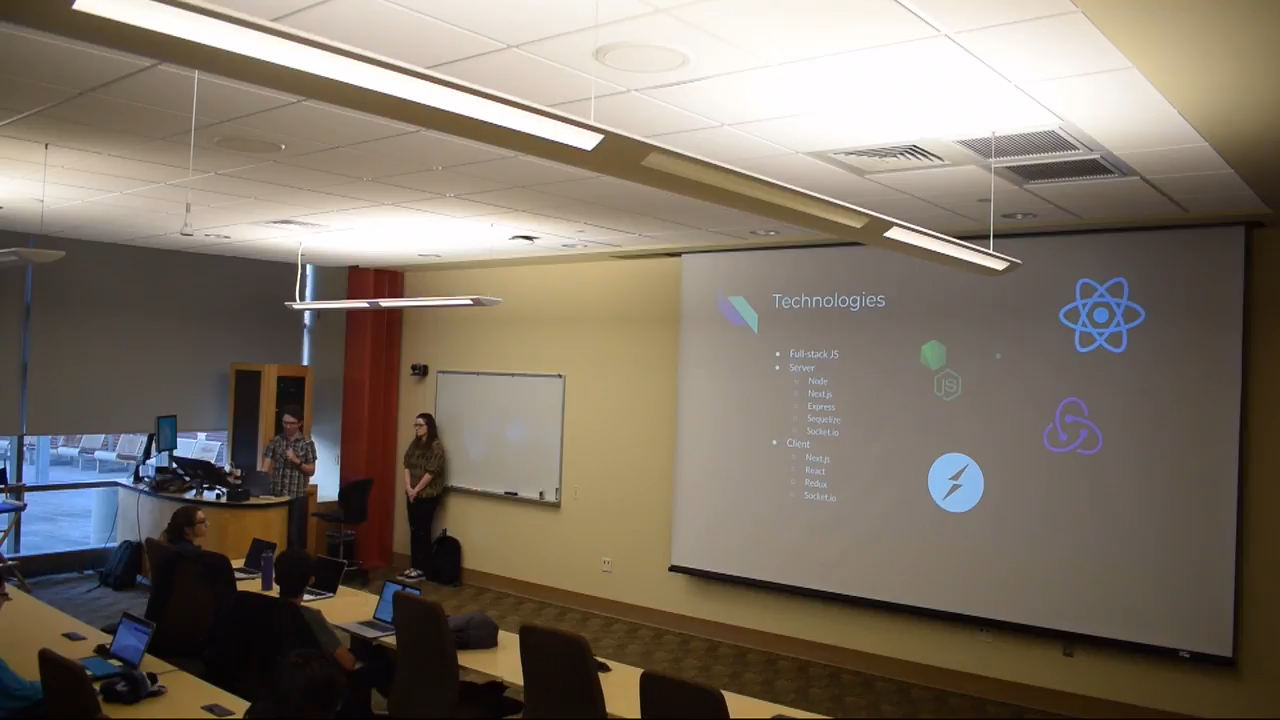 Technologies
Full-stack JS
Server
Node
Next.js
Express
Sequelize
Socket.io
Client
Next.js
React
Redux
Socket.io
JS